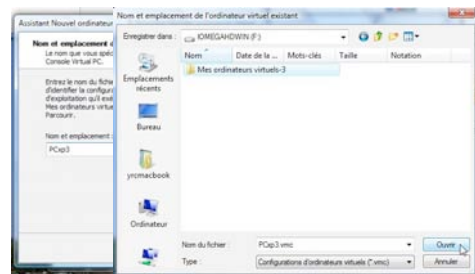 Assistant Nouvel ordinateur
Nom et emplacement d
Le nom que vous spéc
Console Virtual PC.
Entrez le nom du fichie
d'identifier la configur
d'exploitation qu'il exé
Mes ordinateurs virtue
Parcourir.
Nom et emplacement :
PCxp3
Nom et emplacement de l'ordinateur virtuel existant
Enregistrer dans :
IOMEGAHDWIN (F:)
Nom
Date de la ...
Mots-clés
Taille
Notation
Mes ordinateurs virtuels-3
Emplacements
récents
Bureau
yrcmacbook
Ordinateur
Nom du fichier :
PCxp3.vmc
Ouvrir
Type :
Configurations d'ordinateurs virtuels (*.vmc)
Annuler